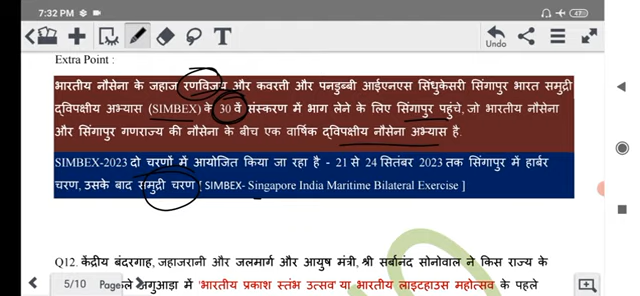 7:32 PM
47
Undo
Extra Point:
भारतीय नौसेना के जहाज रणविजय और कवरती और पनडुब्बी आईएनएस सिंधुकेसरी सिंगापुर भारत समुद्री
द्विपक्षीय अभ्यास (SIMBEX) के 30 वें संस्करण में भाग लेने के लिए सिंगापुर पहुंचे, जो भारतीय नौसेना
और सिंगापुर गणराज्य की नौसेना के बीच एक वार्षिक द्विपक्षीय नौसेना अभ्यास है.
SIMBEX-2023 दो चरणों में आयोजित किया जा रहा है - 21 से 24 सितंबर 2023 तक सिंगापुर में हार्बर
चरण, उसके बाद समुद्री चरण [ SIMBEX- Singapore India Maritime Bilateral Exercise ]
Q12. केंद्रीय बंदरगाह, जहाजरानी और जलमार्ग और आयुष मंत्री, श्री सर्बानंद सोनोवाल ने किस राज्य के
5/10 Page ले अगुआड़ा में 'भारतीय प्रकाश स्तंभ उत्सव' या भारतीय लाइटहाउस महोत्सव के पहले